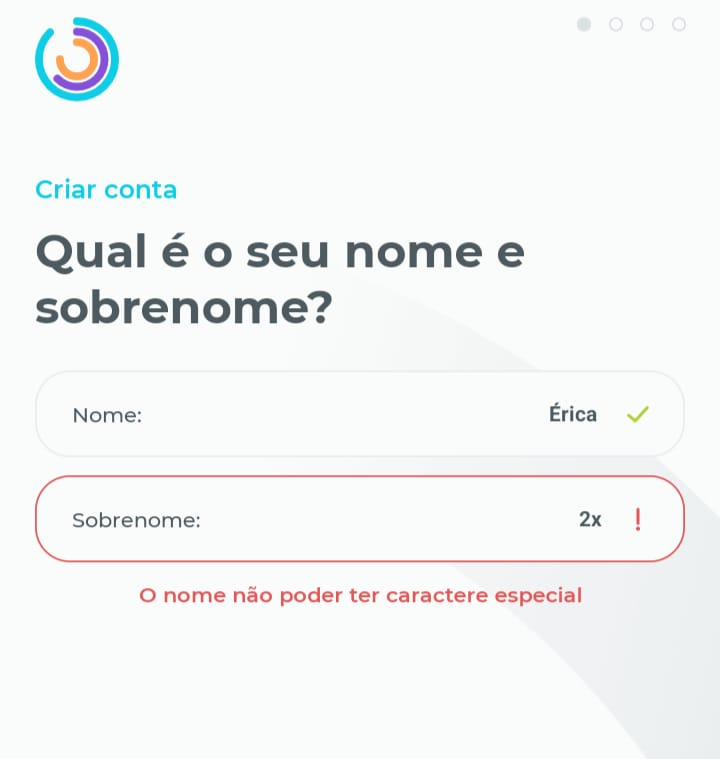 Criar conta
Qual é o seu nome e
sobrenome?
Nome: Érica
Sobrenome: 2x
O nome não poder ter caractere especial